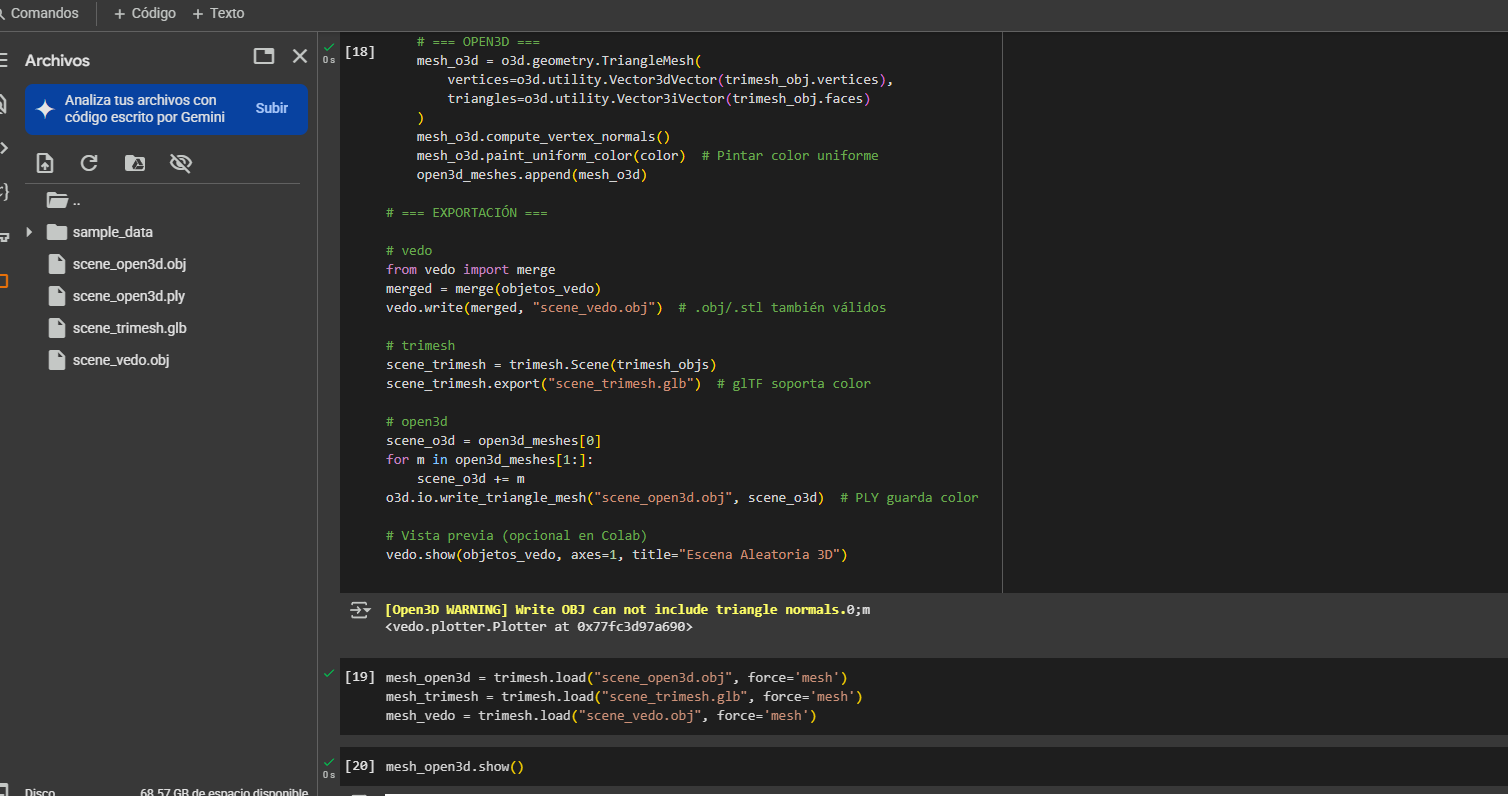 Comandos + Código + Texto
Archivos
Analiza tus archivos con
código escrito por Gemini
Subir
..
sample_data
scene_open3d.obj
scene_open3d.ply
scene_trimesh.glb
scene_vedo.obj
Disco 68.57 GB de espacio disponible
0 s
[18]
# === OPEN3D ===
mesh_o3d = o3d.geometry.TriangleMesh(
vertices=o3d.utility.Vector3dVector(trimesh_obj.vertices),
triangles=o3d.utility.Vector3iVector(trimesh_obj.faces)
)
mesh_o3d.compute_vertex_normals()
mesh_o3d.paint_uniform_color(color)  # Pintar color uniforme
open3d_meshes.append(mesh_o3d)
# === EXPORTACIÓN ===
# vedo
from vedo import merge
merged = merge(objetos_vedo)
vedo.write(merged, "scene_vedo.obj")  # .obj/.stl también válidos
# trimesh
scene_trimesh = trimesh.Scene(trimesh_objs)
scene_trimesh.export("scene_trimesh.glb")  # glTF soporta color
# open3d
scene_o3d = open3d_meshes[0]
for m in open3d_meshes[1:]:
scene_o3d += m
o3d.io.write_triangle_mesh("scene_open3d.obj", scene_o3d)  # PLY guarda color
# Vista previa (opcional en Colab)
vedo.show(objetos_vedo, axes=1, title="Escena Aleatoria 3D")
[Open3D WARNING] Write OBJ can not include triangle normals.0;m
<vedo.plotter.Plotter at 0x77fc3d97a690>
[19] mesh_open3d = trimesh.load("scene_open3d.obj", force='mesh')
mesh_trimesh = trimesh.load("scene_trimesh.glb", force='mesh')
mesh_vedo = trimesh.load("scene_vedo.obj", force='mesh')
0 s
[20] mesh_open3d.show()